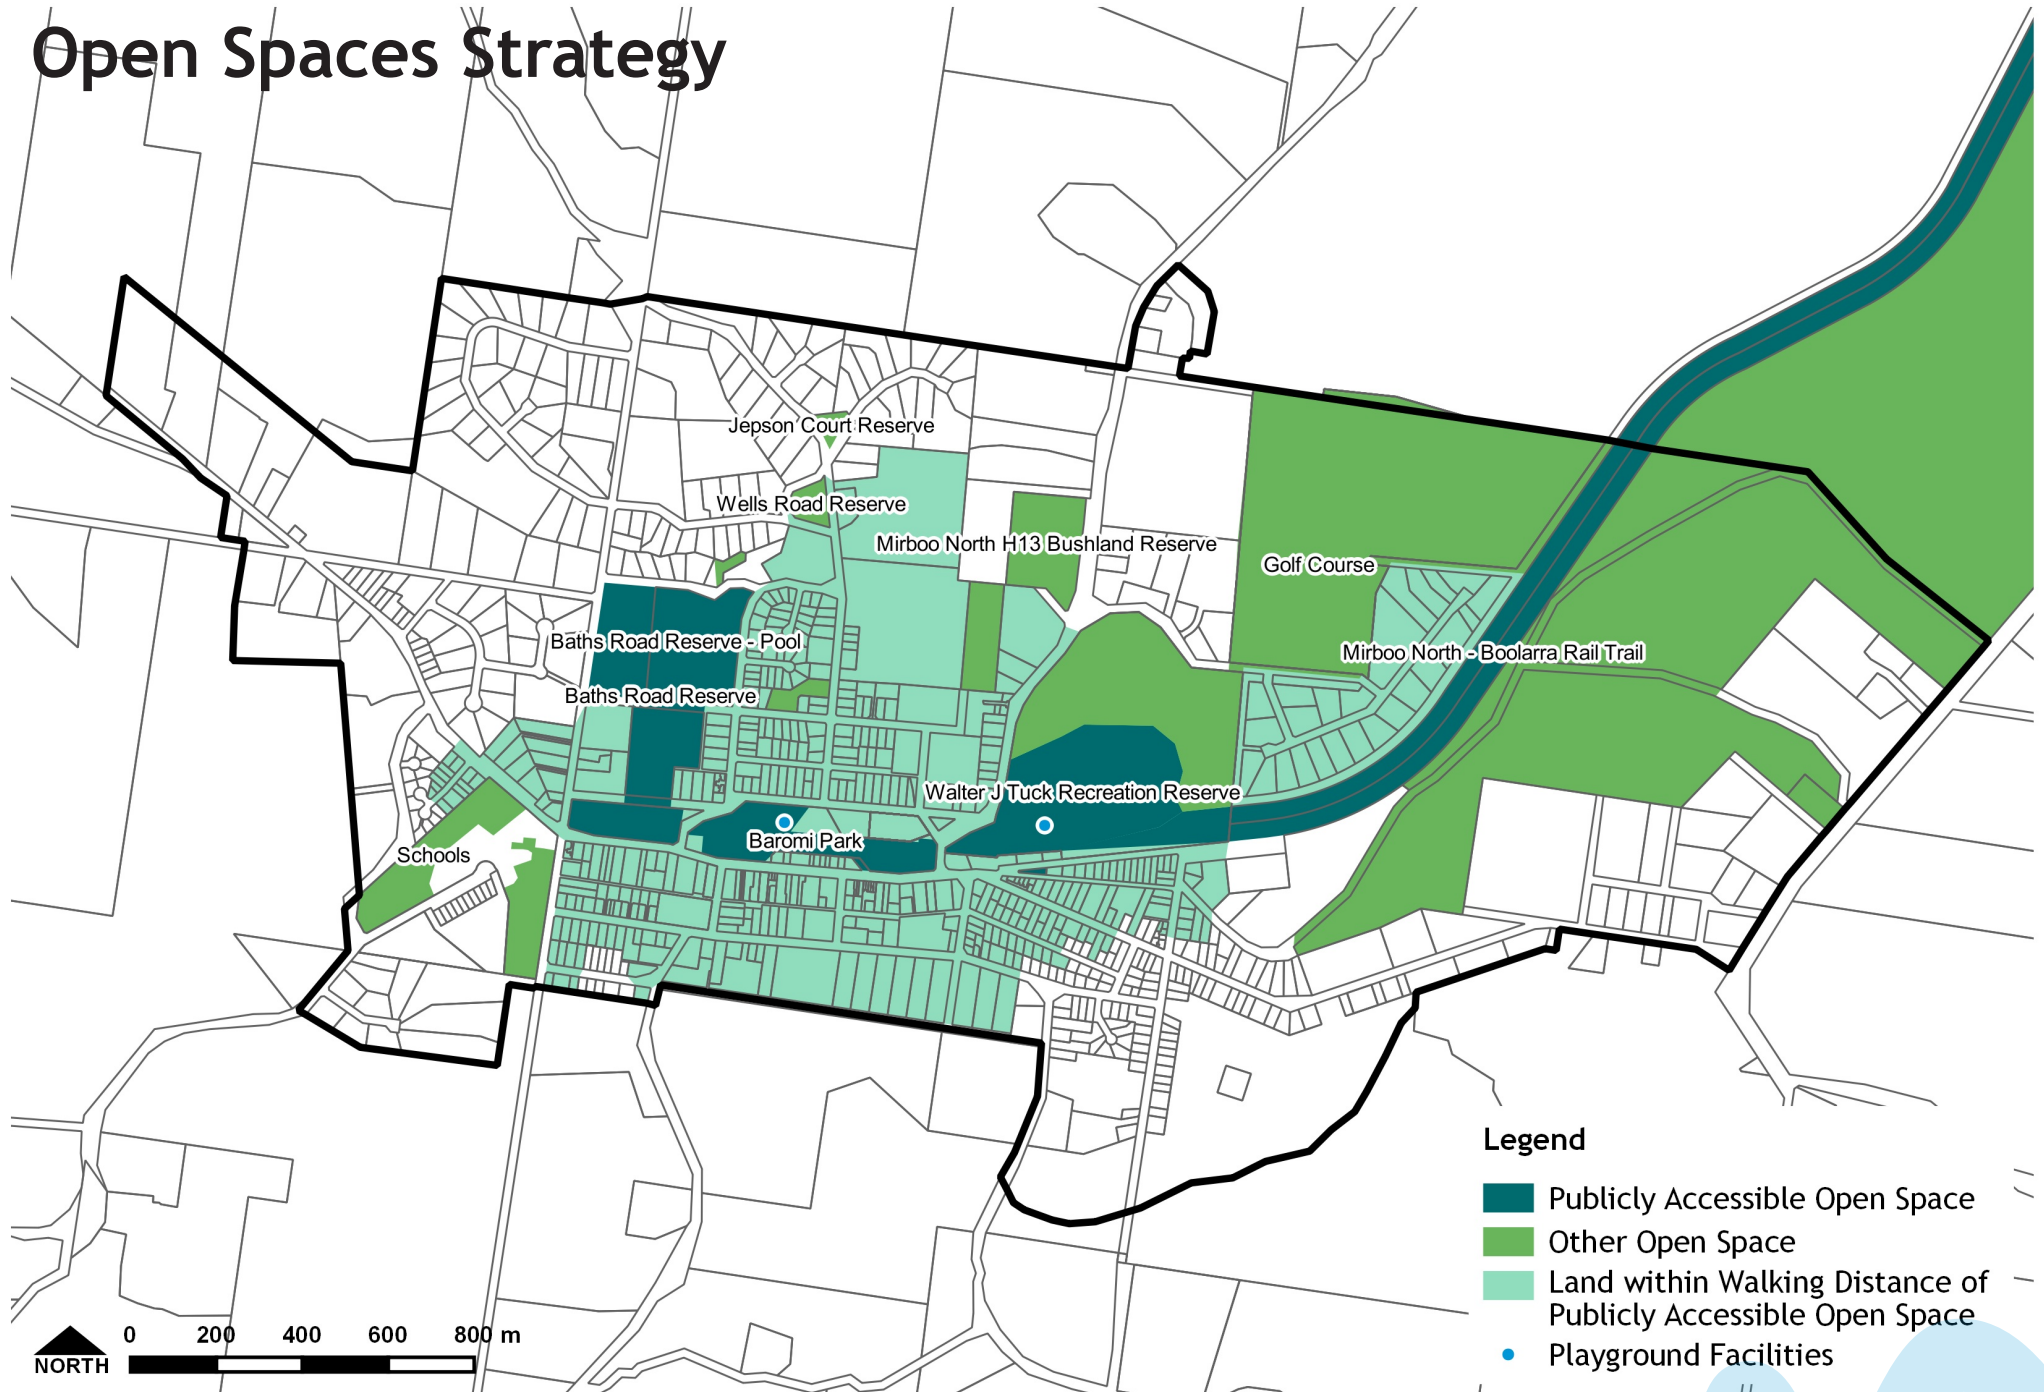 Open Spaces Strategy
Jepson Court Reserve
Wells Road Reserve
Mirboo North H13 Bushland Reserve
Golf Course
Baths Road Reserve - Pool
Mirboo North - Boolarra Rail Trail
Baths Road Reserve
Walter J Tuck Recreation Reserve
Baromi Park
Schools
Legend
Publicly Accessible Open Space
Other Open Space
Land within Walking Distance of
Publicly Accessible Open Space
Playground Facilities
0 200 400 600 800 m
NORTH